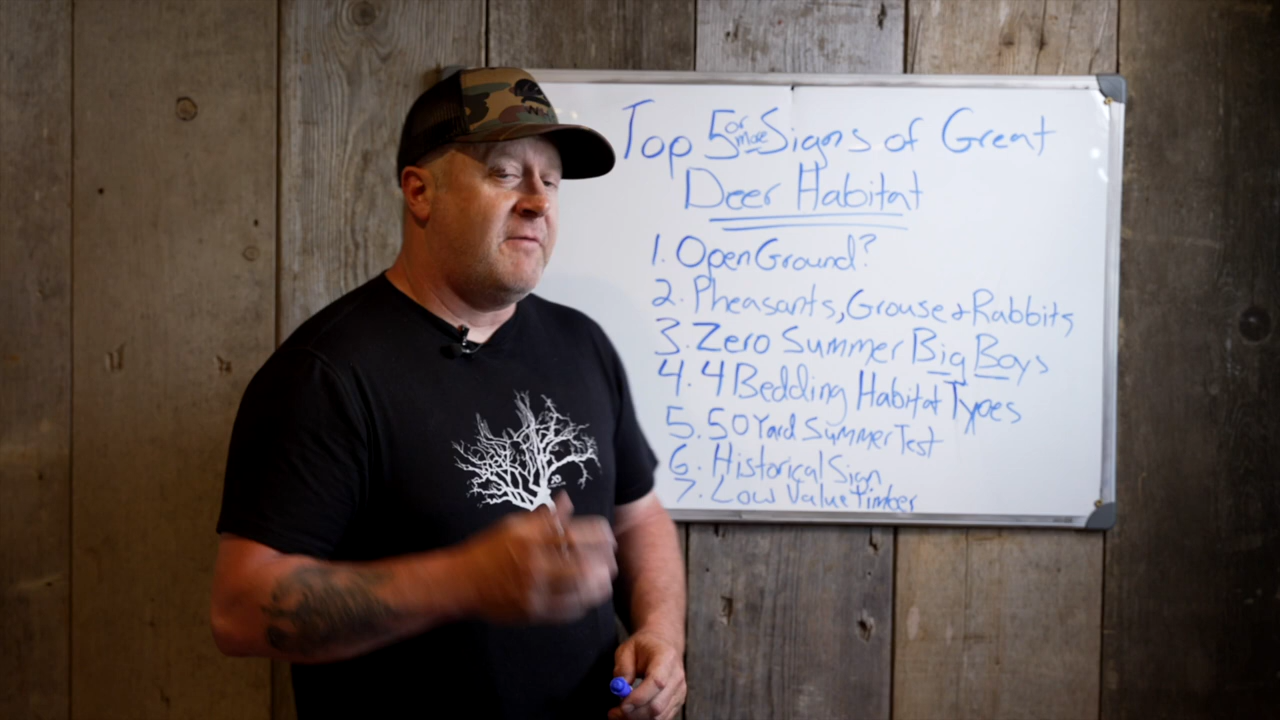 Top 5 or more Signs of Great
Deer Habitat
1. Open Ground?
2. Pheasants, Grouse & Rabbits
3. Zero Summer Big Boys
4. 4 Bedding Habitat Types
5. 50 Yard Summer Test
6. Historical Sign
7. Low Value Timber